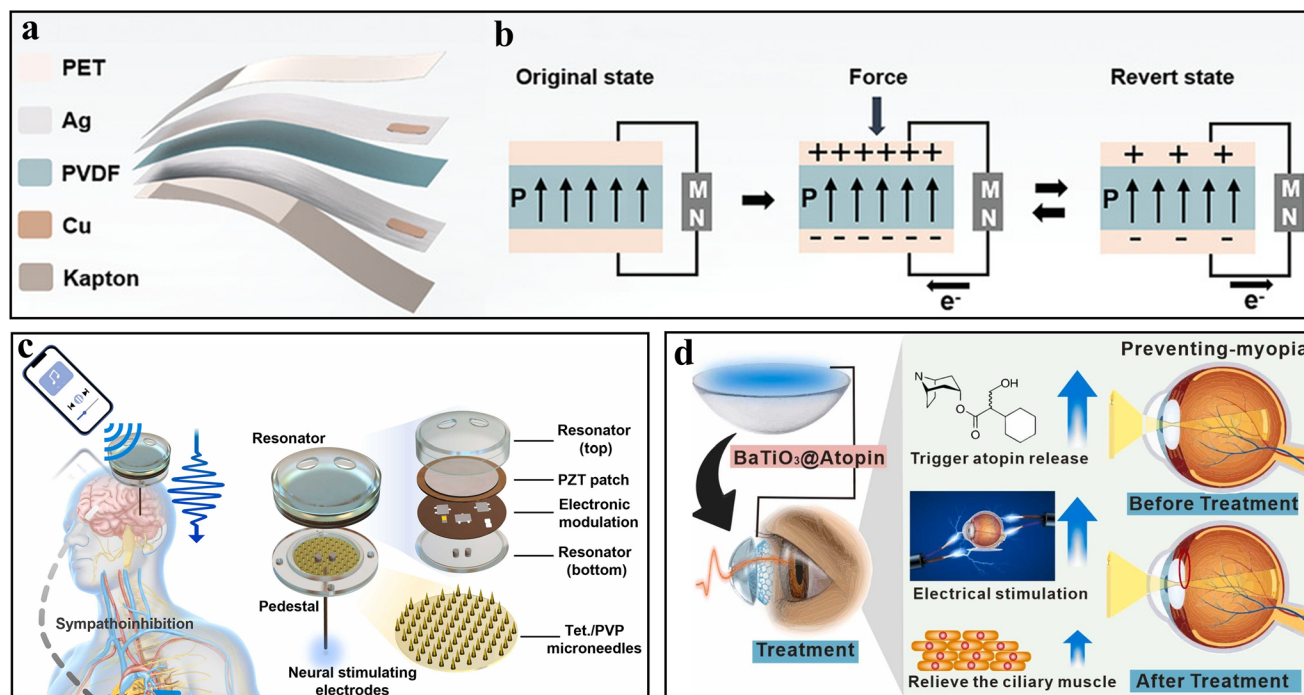 a
PET
Ag
PVDF
Cu
Kapton
b
Original state
Force
Revert state
P
M
N
++++++
P
M
N
- - - - - -
e-
+ + +
P
M
N
- - -
e-
c
Resonator
Pedestal
Neural stimulating
electrodes
Resonator
(top)
PZT patch
Electronic
modulation
Resonator
(bottom)
Tet./PVP
microneedles
Sympathoinhibition
d
BaTiO₃@Atopin
Treatment
N
OH
O
O
Trigger atopin release
Electrical stimulation
Relieve the ciliary muscle
Preventing-myopia
Before Treatment
After Treatment